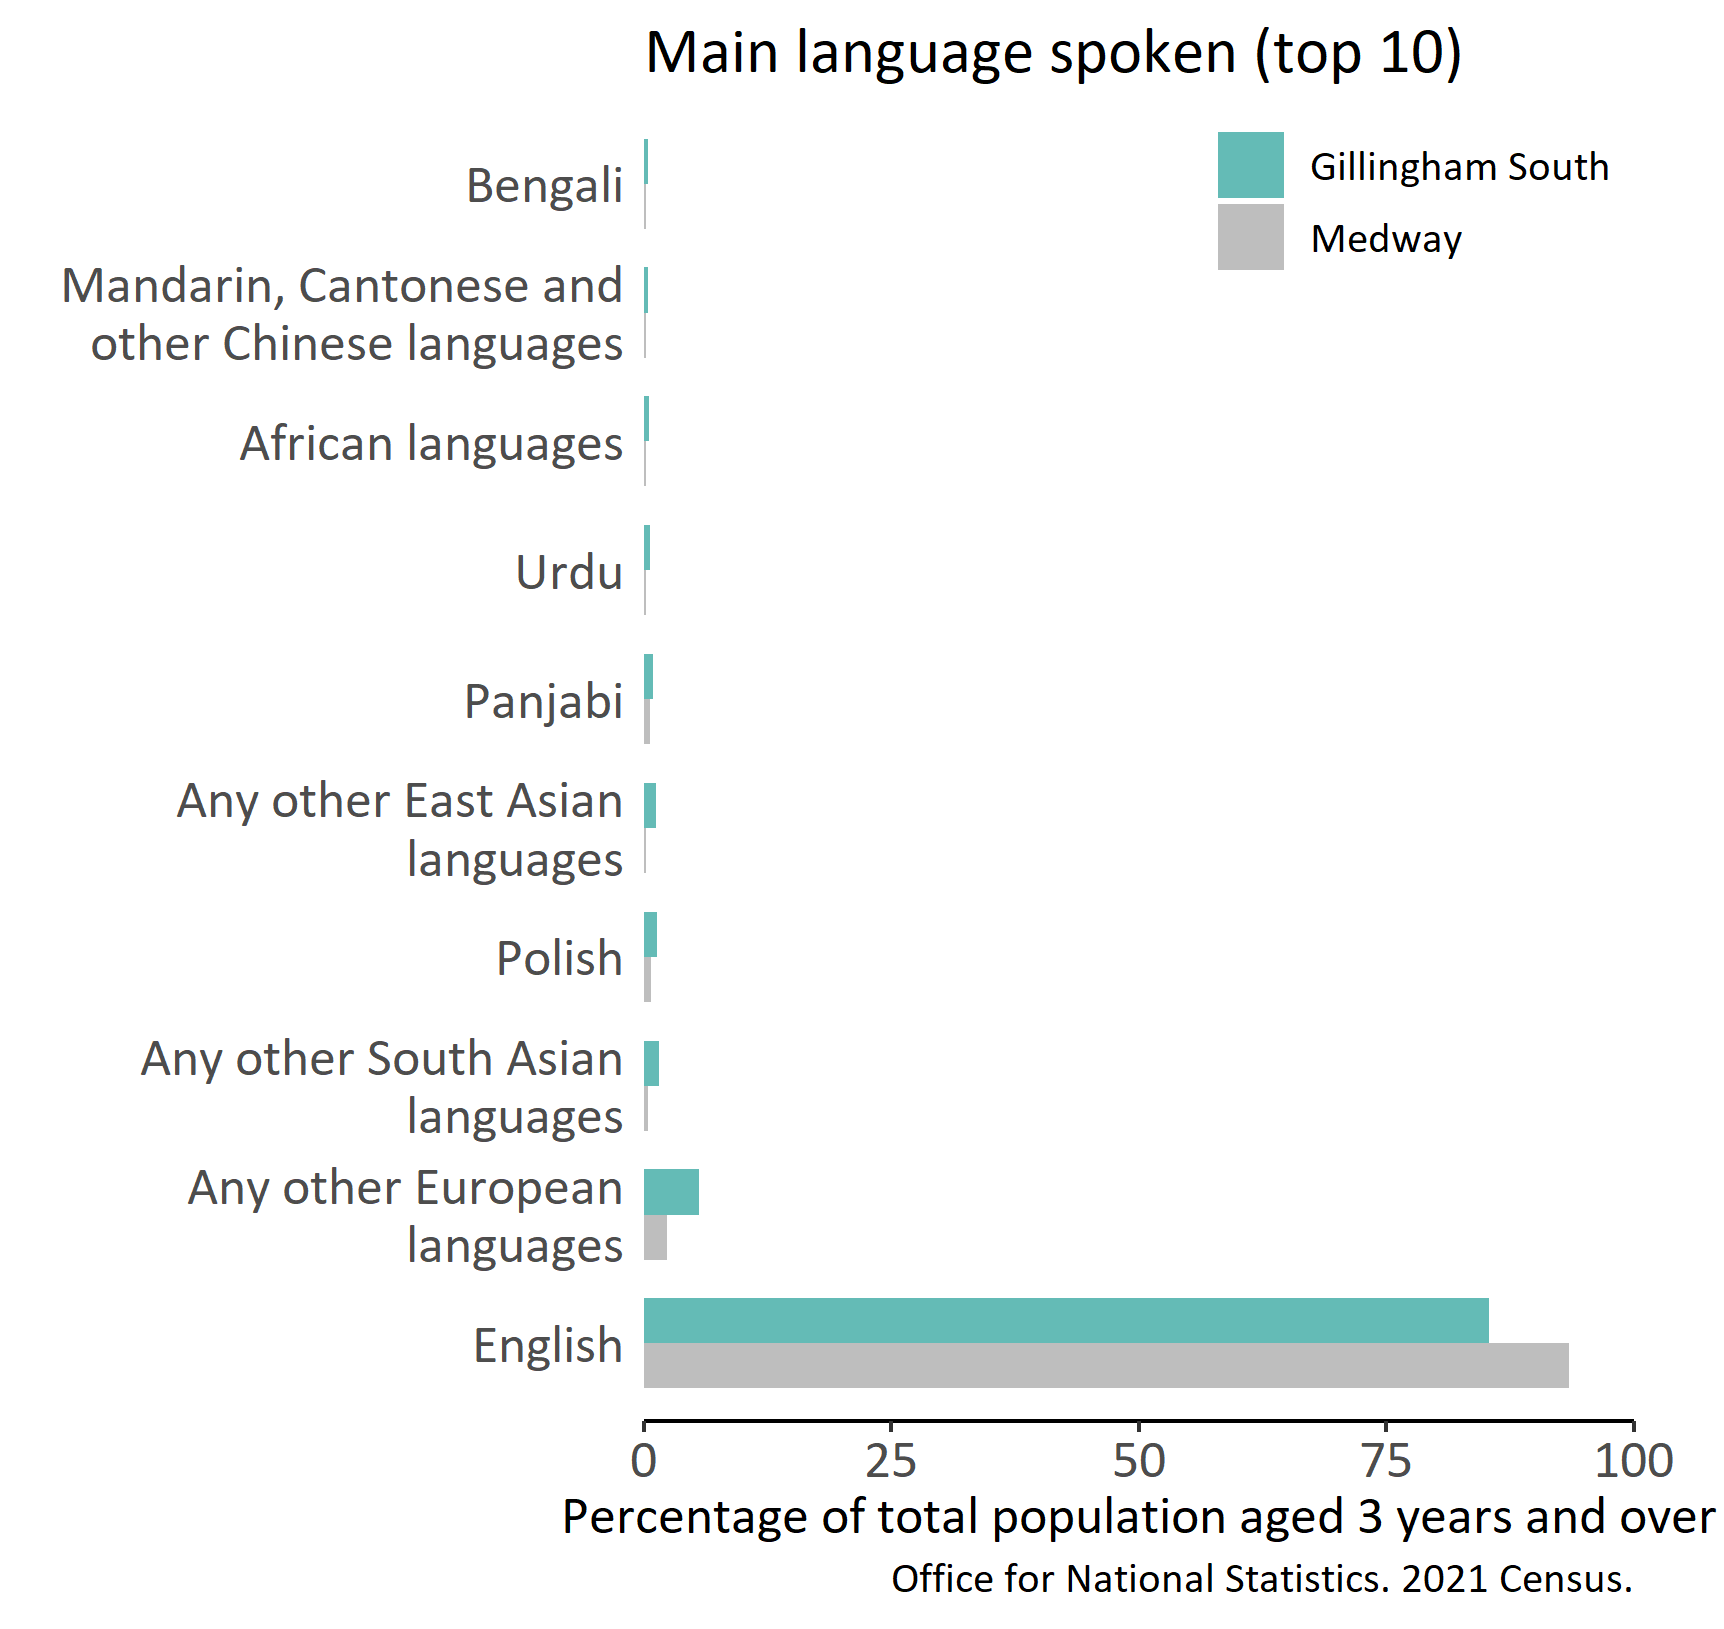 Main language spoken (top 10)
Gillingham South
Medway
Bengali
Mandarin, Cantonese and
other Chinese languages
African languages
Urdu
Panjabi
Any other East Asian
languages
Polish
Any other South Asian
languages
Any other European
languages
English
0 25 50 75 100
Percentage of total population aged 3 years and over
Office for National Statistics. 2021 Census.